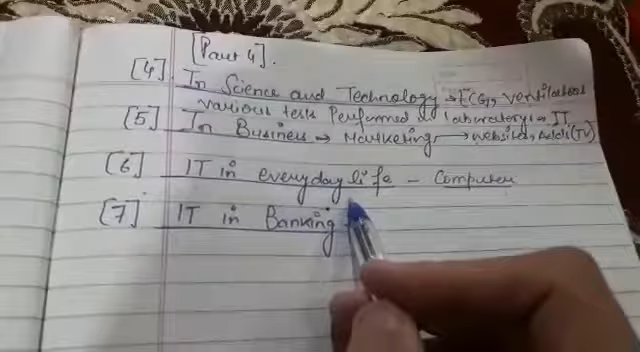 [Part 4].
[4]. In Science and Technology → ECG, Ventilators
various tests Performed in laboratory → IT
[5] In Business → Marketing → websites, Adds(TV)
[6] IT in everyday life - Computer
[7] IT in Banking